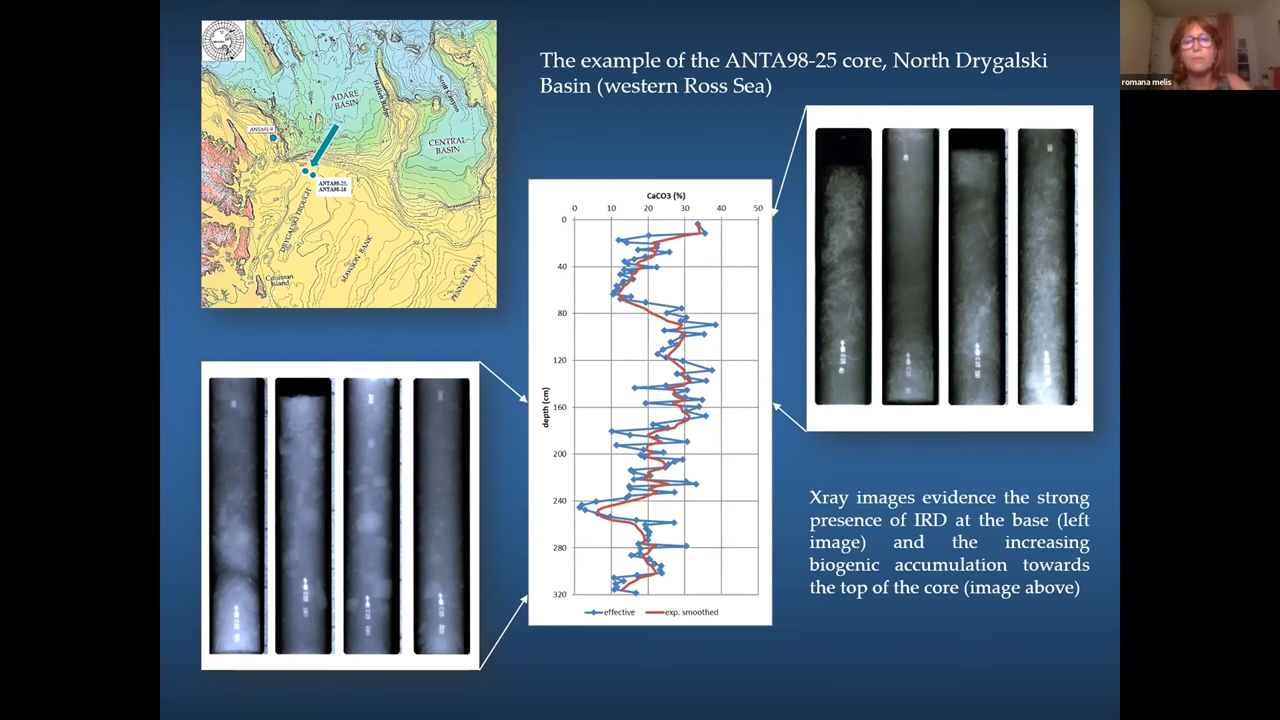 The example of the ANTA98-25 core, North Drygalski
Basin (western Ross Sea)
romana melis
ADARE
BASIN
CENTRAL
BASIN
ANTA91-9
ANTA98-25,
DRYGALSKI TROUGH
MAWSON BANK
PENNELL BANK
Coulman
Island
CaCO3 (%)
0 10 20 30 40 50
0
40
80
120
160
200
240
280
320
depth (cm)
effective exp. smoothed
Xray images evidence the strong
presence of IRD at the base (left
image) and the increasing
biogenic accumulation towards
the top of the core (image above)